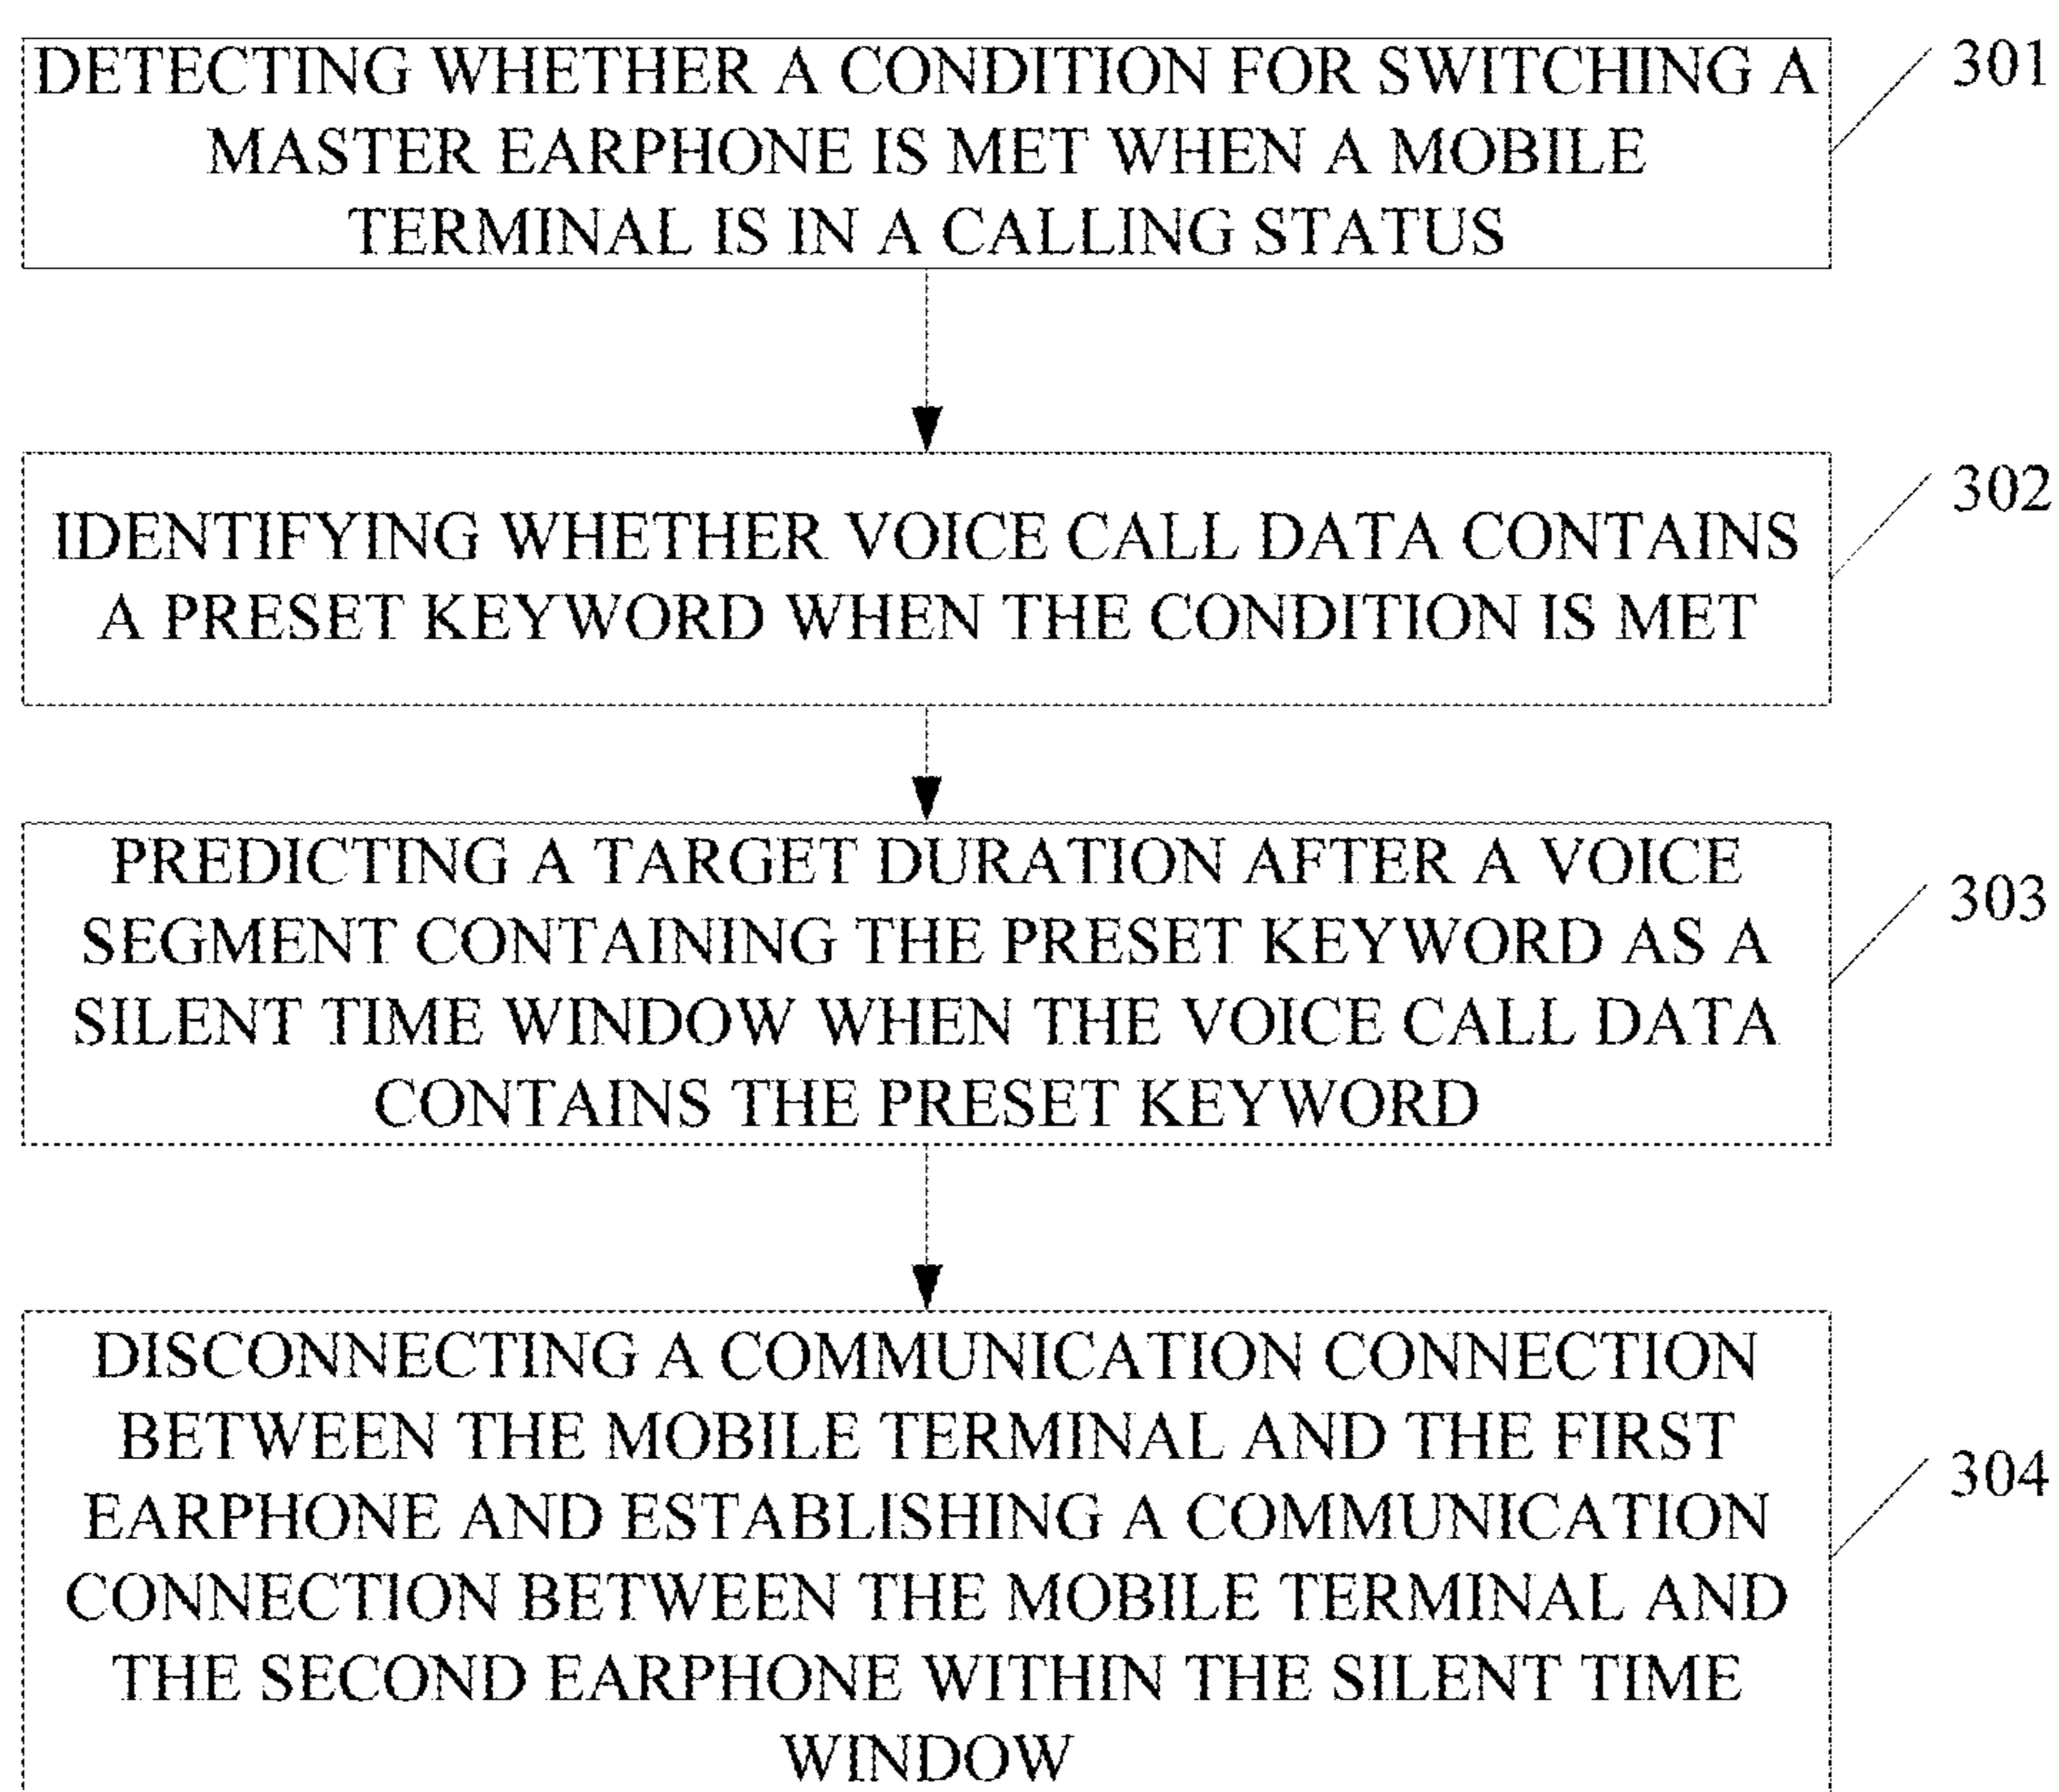 DETECTING WHETHER A CONDITION FOR SWITCHING A
MASTER EARPHONE IS MET WHEN A MOBILE
TERMINAL IS IN A CALLING STATUS
301
IDENTIFYING WHETHER VOICE CALL DATA CONTAINS
A PRESET KEYWORD WHEN THE CONDITION IS MET
302
PREDICTING A TARGET DURATION AFTER A VOICE
SEGMENT CONTAINING THE PRESET KEYWORD AS A
SILENT TIME WINDOW WHEN THE VOICE CALL DATA
CONTAINS THE PRESET KEYWORD
303
DISCONNECTING A COMMUNICATION CONNECTION
BETWEEN THE MOBILE TERMINAL AND THE FIRST
EARPHONE AND ESTABLISHING A COMMUNICATION
CONNECTION BETWEEN THE MOBILE TERMINAL AND
THE SECOND EARPHONE WITHIN THE SILENT TIME
WINDOW
304